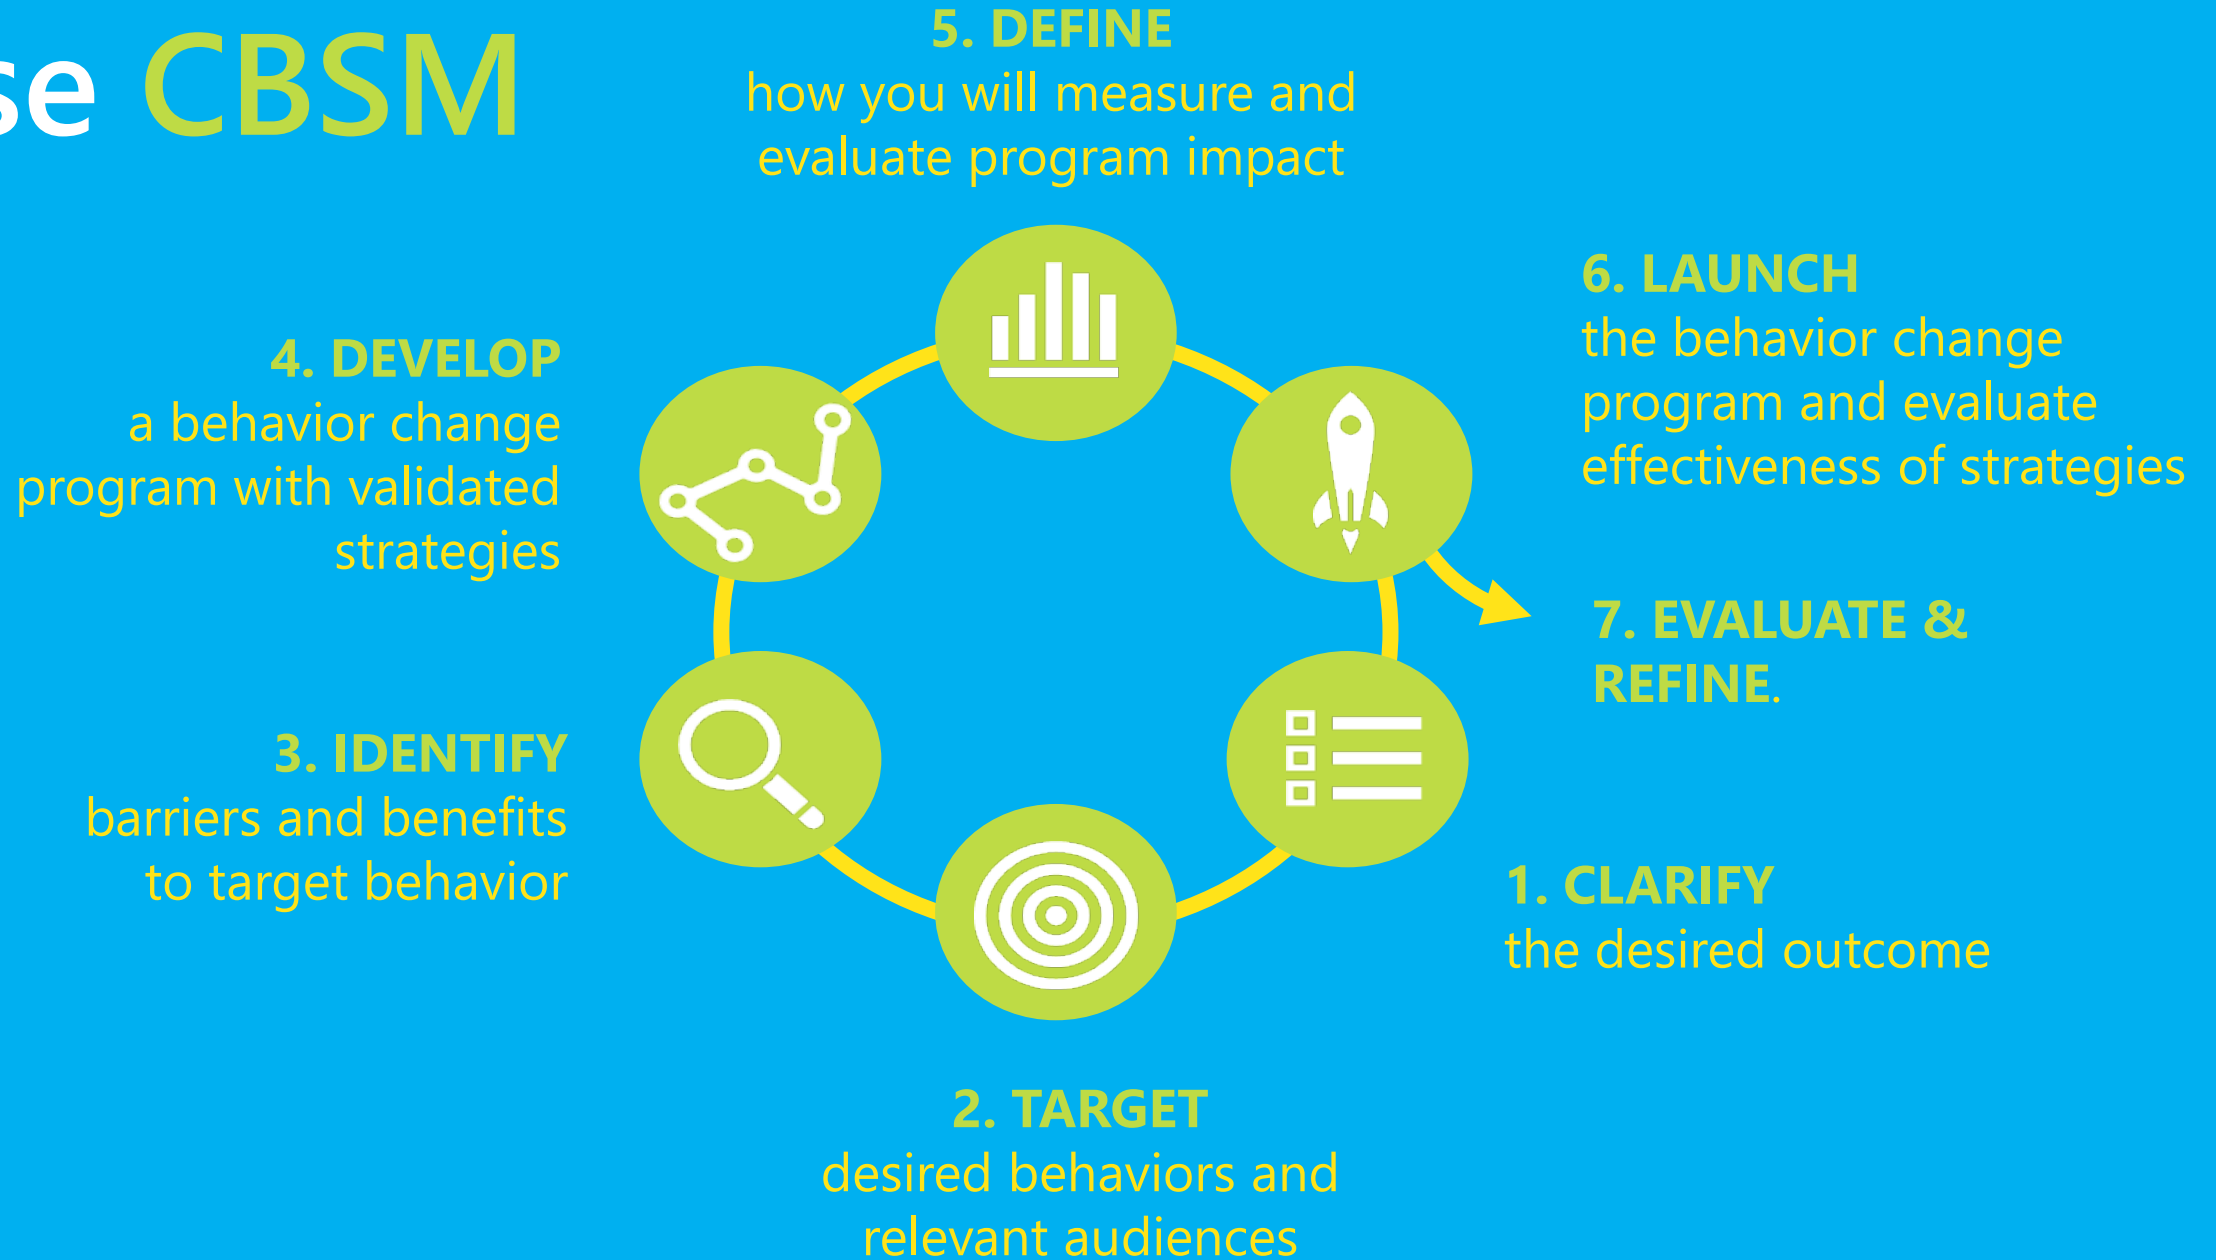 se CBSM
5. DEFINE
how you will measure and
evaluate program impact
6. LAUNCH
the behavior change
program and evaluate
effectiveness of strategies
4. DEVELOP
a behavior change
program with validated
strategies
7. EVALUATE &
REFINE.
3. IDENTIFY
barriers and benefits
to target behavior
1. CLARIFY
the desired outcome
2. TARGET
desired behaviors and
relevant audiences